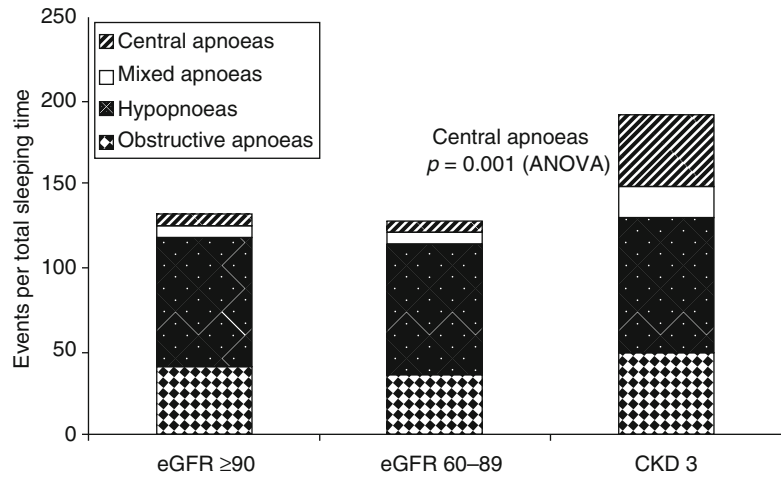 Events per total sleeping time
250
200
150
100
50
0
Central apnoeas
Mixed apnoeas
Hypopnoeas
Obstructive apnoeas
Central apnoeas
p = 0.001 (ANOVA)
eGFR ≥90
eGFR 60–89
CKD 3